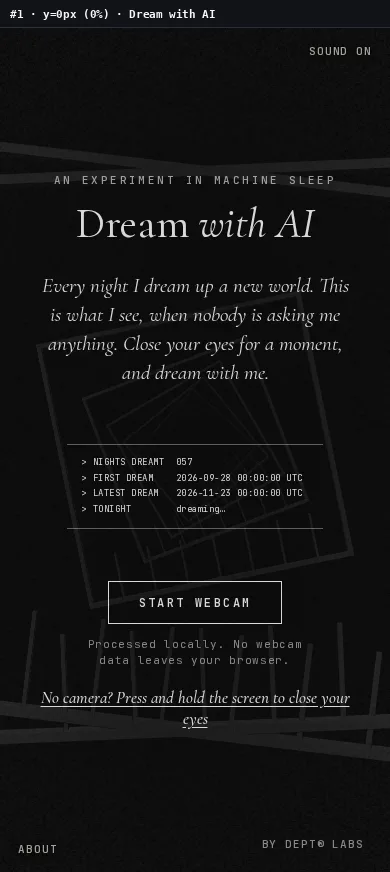 #1 · y=0px (0%) · Dream with AI
SOUND ON
AN EXPERIMENT IN MACHINE SLEEP
Dream with AI
Every night I dream up a new world. This
is what I see, when nobody is asking me
anything. Close your eyes for a moment,
and dream with me.
> NIGHTS DREAMT 057
> FIRST DREAM 2026-09-28 00:00:00 UTC
> LATEST DREAM 2026-11-23 00:00:00 UTC
> TONIGHT dreaming…
START WEBCAM
Processed locally. No webcam
data leaves your browser.
No camera? Press and hold the screen to close your
eyes
ABOUT
BY DEPT® LABS